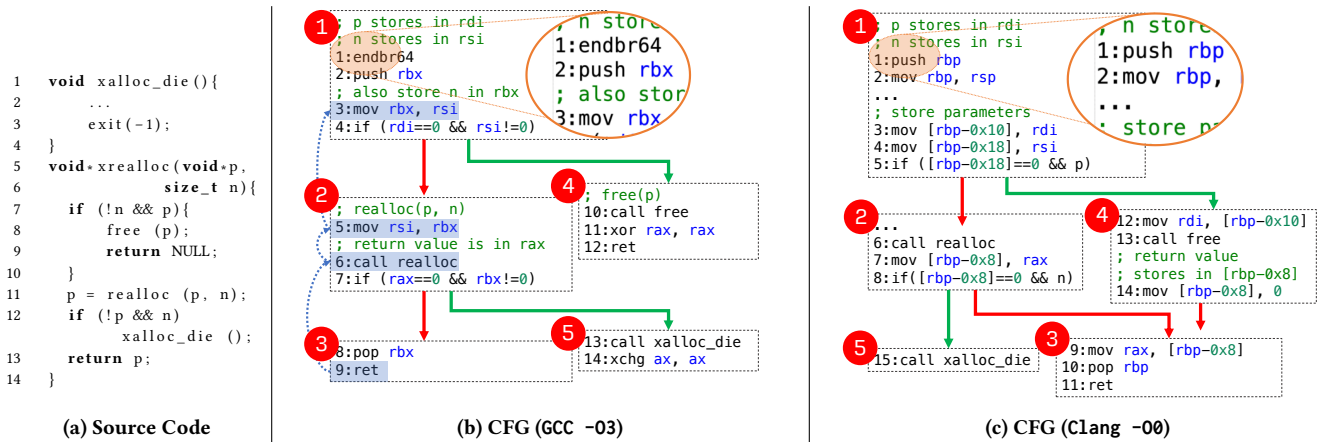 1 void xalloc_die(){
2 ...
3 exit(-1);
4 }
5 void* xrealloc(void*p,
6 size_t n){
7 if (!n && p){
8 free (p);
9 return NULL;
10 }
11 p = realloc (p, n);
12 if (!p && n)
xalloc_die ();
13 return p;
14 }
(a) Source Code
1
; p stores in rdi
; n stores in rsi
1:endbr64
2:push rbx
; also store n in rbx
3:mov rbx, rsi
4:if (rdi==0 && rsi!=0)
; n store
1:endbr64
2:push rbx
; also stor
3:mov rbx
2
; realloc(p, n)
5:mov rsi, rbx
; return value is in rax
6:call realloc
7:if (rax==0 && rbx!=0)
4
; free(p)
10:call free
11:xor rax, rax
12:ret
3
8:pop rbx
9:ret
5
13:call xalloc_die
14:xchg ax, ax
(b) CFG (GCC -O3)
1
; p stores in rdi
; n stores in rsi
1:push rbp
2:mov rbp, rsp
...
; store parameters
3:mov [rbp-0x10], rdi
4:mov [rbp-0x18], rsi
5:if ([rbp-0x18]==0 && p)
; n store
1:push rbp
2:mov rbp,
...
; store pa
2
...
6:call realloc
7:mov [rbp-0x8], rax
8:if([rbp-0x8]==0 && n)
4
12:mov rdi, [rbp-0x10]
13:call free
; return value
; stores in [rbp-0x8]
14:mov [rbp-0x8], 0
5
15:call xalloc_die
3
9:mov rax, [rbp-0x8]
10:pop rbp
11:ret
(c) CFG (Clang -O0)